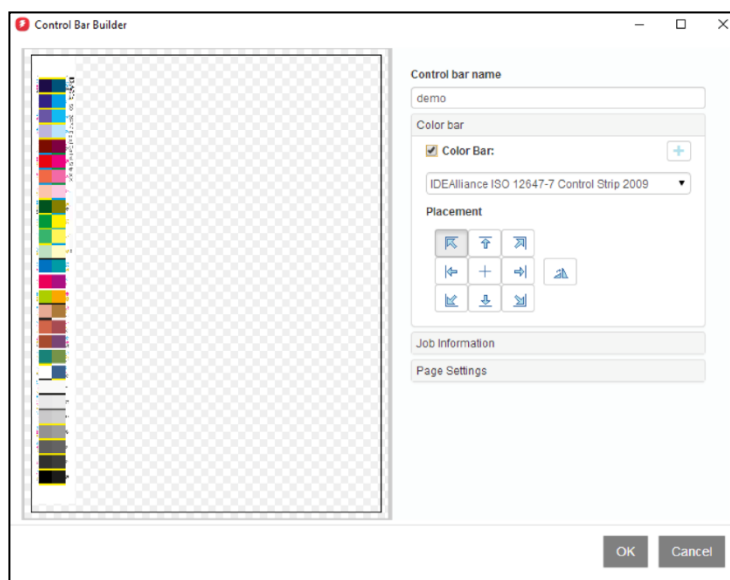 Control Bar Builder
Control bar name
demo
Color bar
Color Bar:
IDEAlliance ISO 12647-7 Control Strip 2009
Placement
Job Information
Page Settings
OK
Cancel